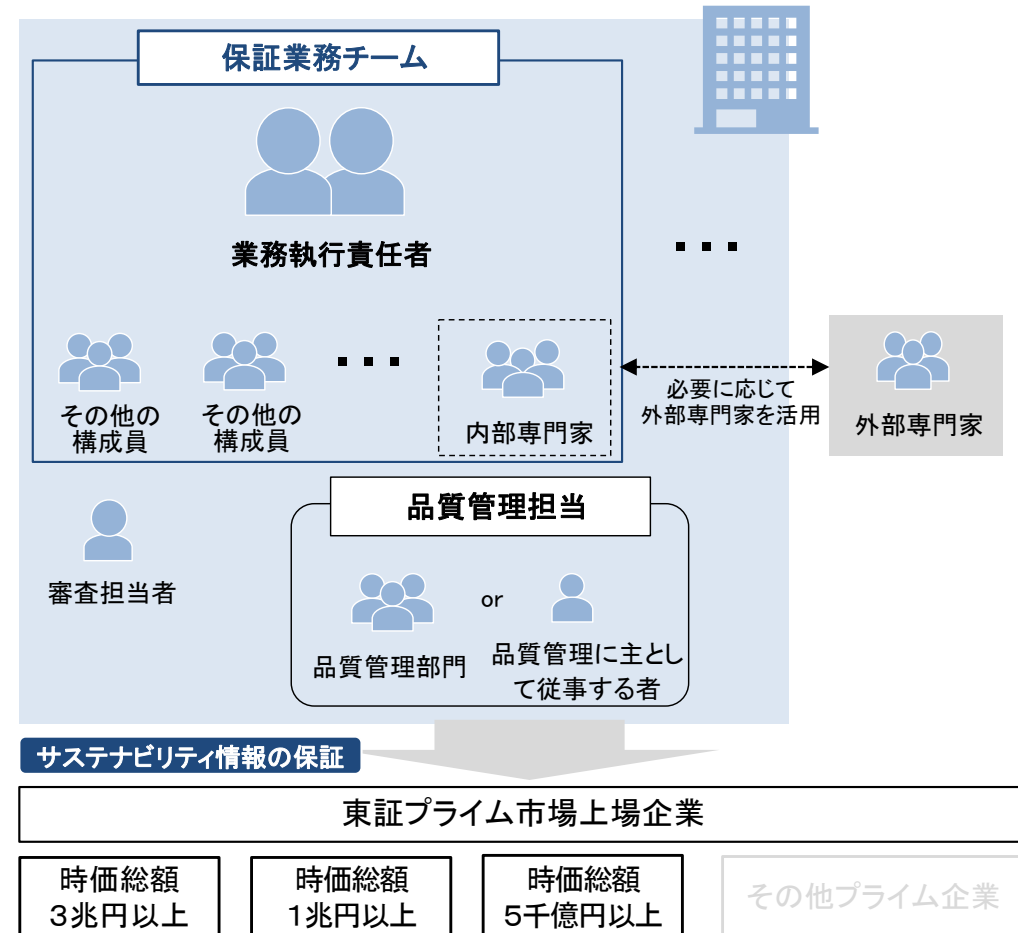 保証業務チーム
業務執行責任者
・・・
その他の
構成員
その他の
構成員
・・・
内部専門家
必要に応じて
外部専門家を活用
外部専門家
審査担当者
品質管理担当
品質管理部門
or
品質管理に主とし
て従事する者
サステナビリティ情報の保証
東証プライム市場上場企業
時価総額
3兆円以上
時価総額
1兆円以上
時価総額
5千億円以上
その他プライム企業